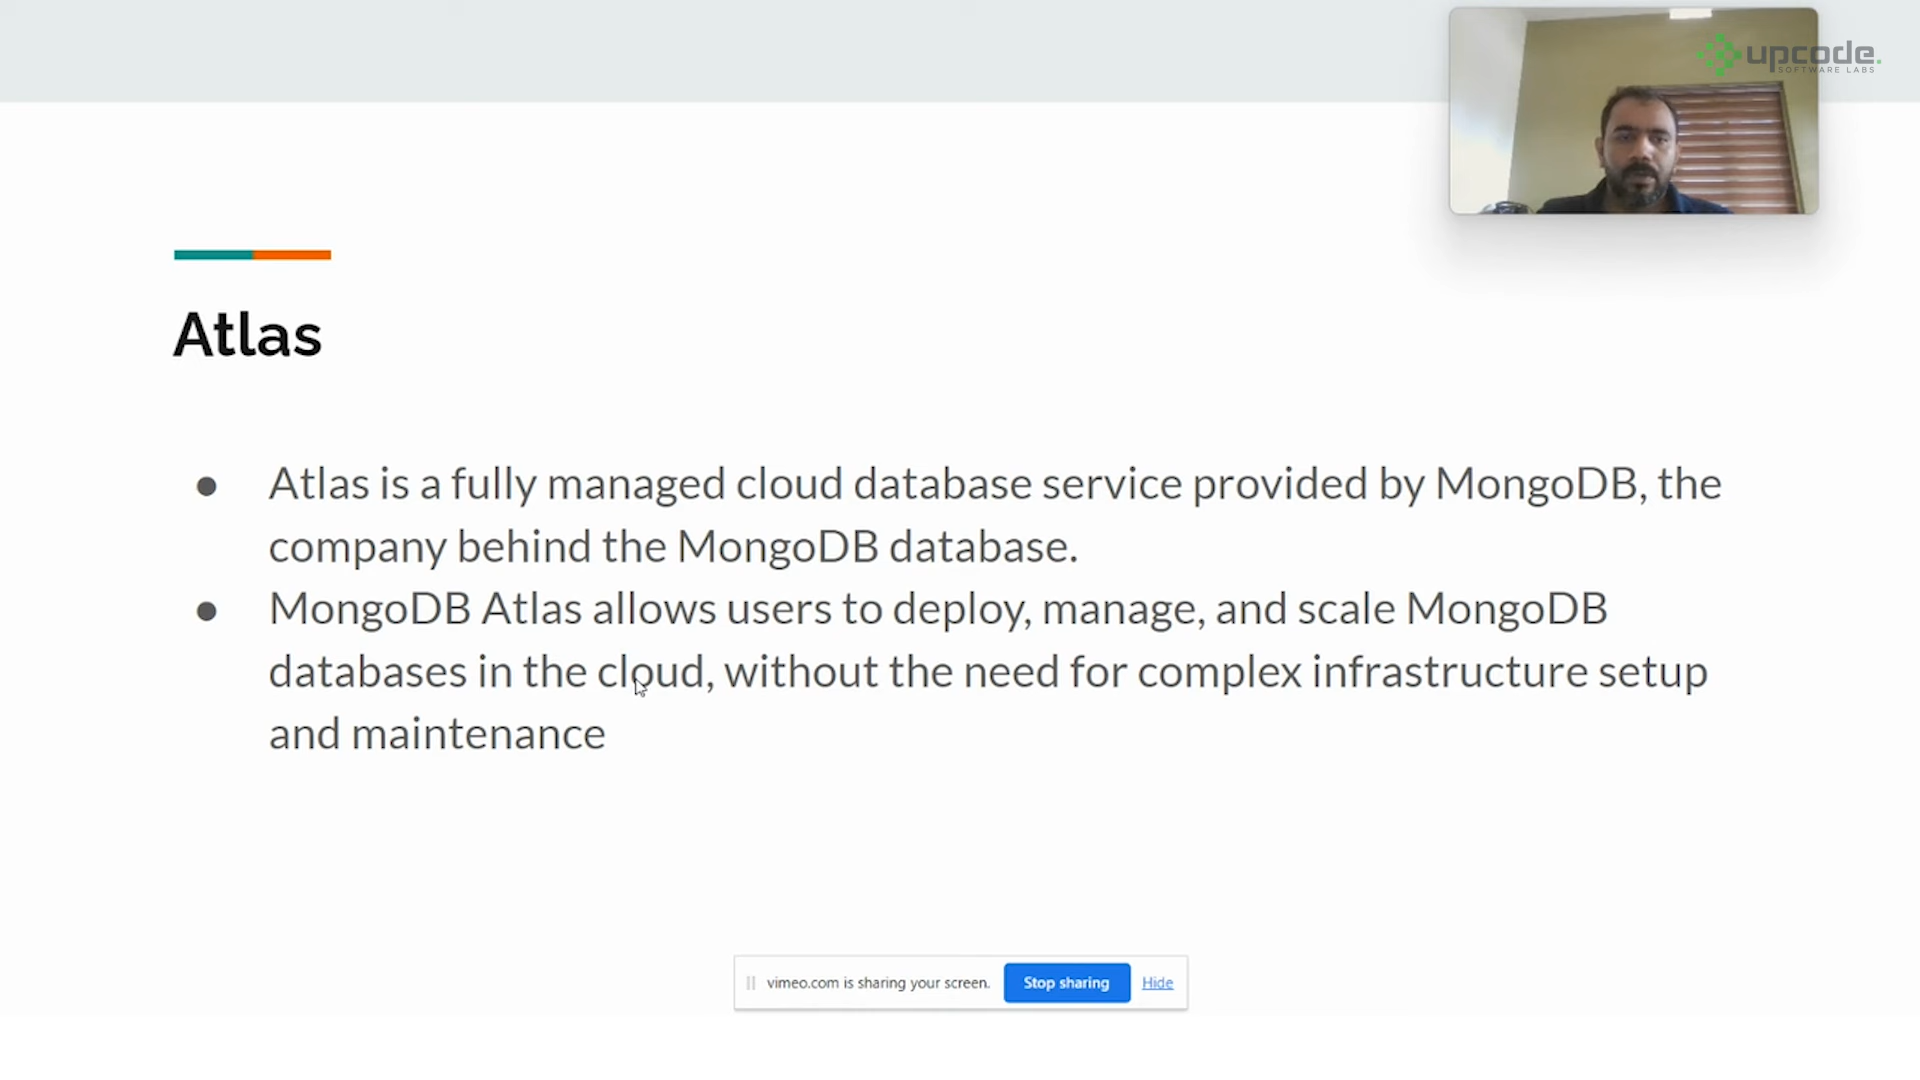 upcode.
SOFTWARE LABS
Atlas
● Atlas is a fully managed cloud database service provided by MongoDB, the
company behind the MongoDB database.
● MongoDB Atlas allows users to deploy, manage, and scale MongoDB
databases in the cloud, without the need for complex infrastructure setup
and maintenance
vimeo.com is sharing your screen. Stop sharing Hide